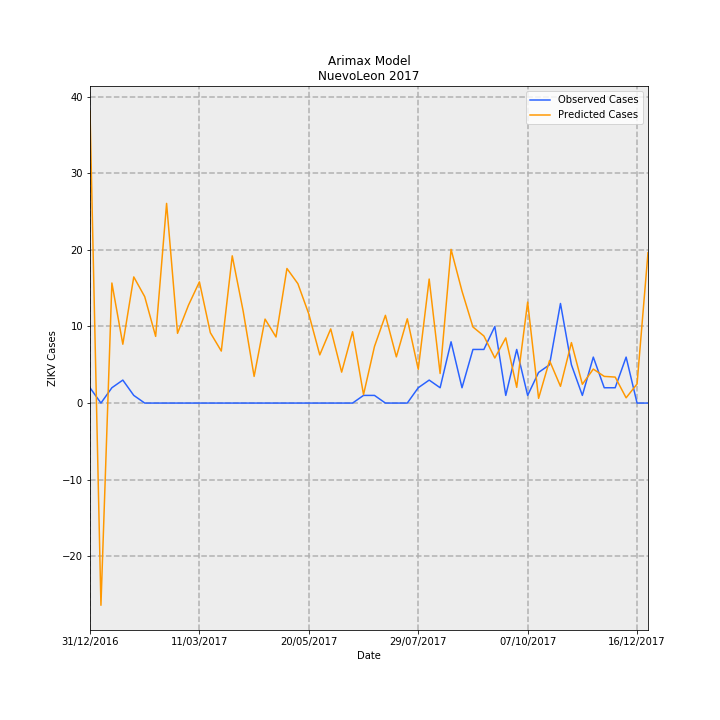 Arimax Model
NuevoLeon 2017
Observed Cases
Predicted Cases
40
30
20
10
0
−10
−20
ZIKV Cases
31/12/2016
11/03/2017
20/05/2017
29/07/2017
07/10/2017
16/12/2017
Date